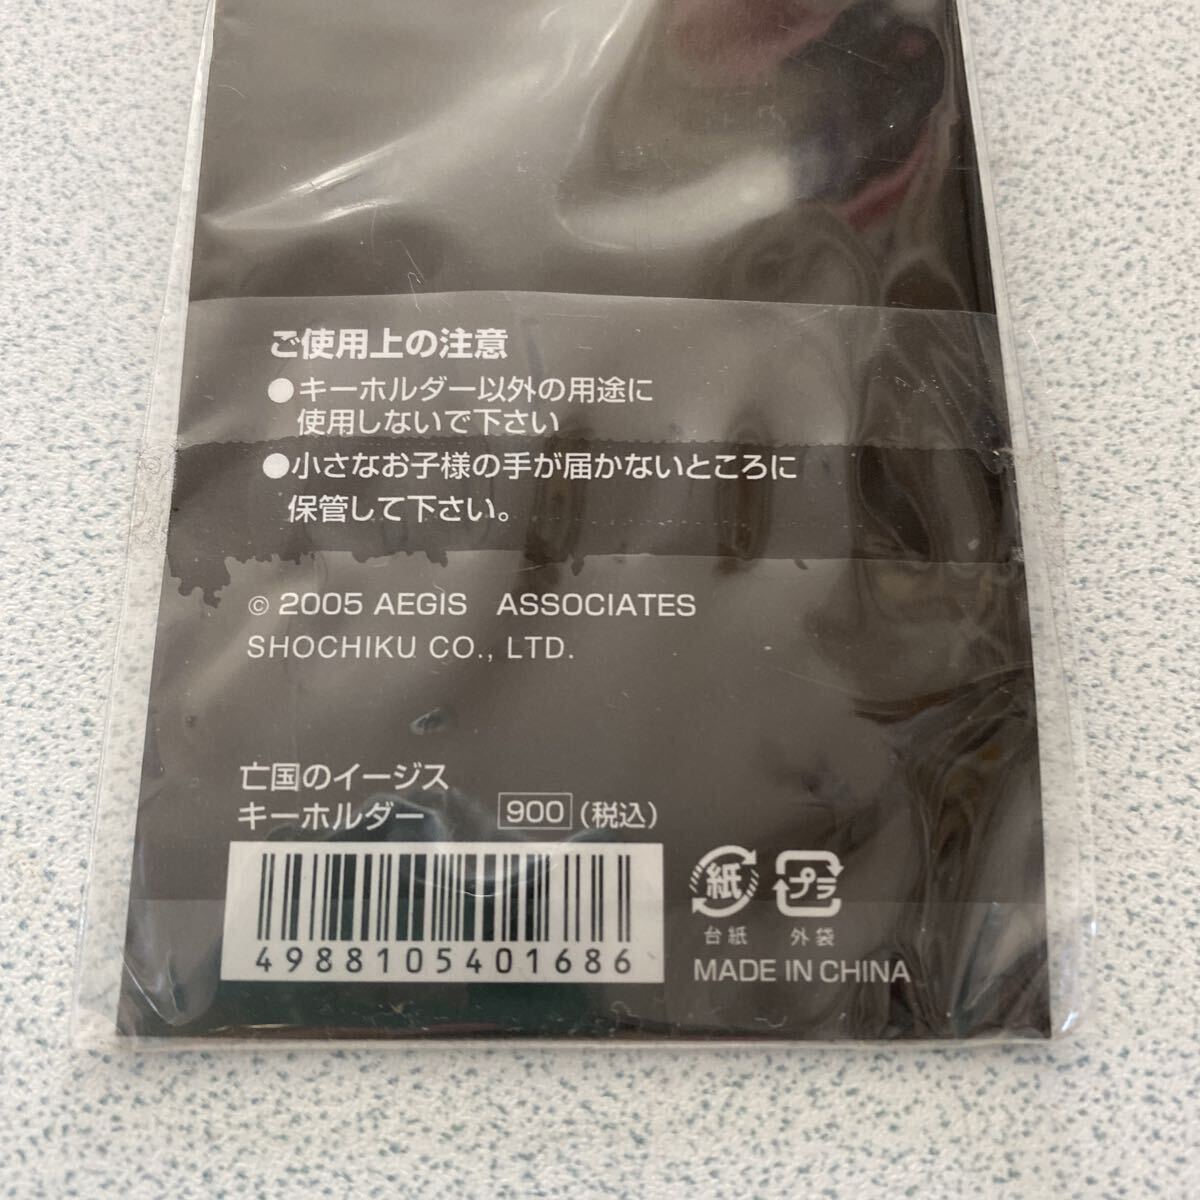 ご使用上の注意
●キーホルダー以外の用途に
使用しないで下さい
●小さなお子様の手が届かないところに
保管して下さい。
© 2005 AEGIS ASSOCIATES
SHOCHIKU CO., LTD.
亡国のイージス
キーホルダー 900 (税込)
4988105401686
紙 プラ
台紙 外袋
MADE IN CHINA